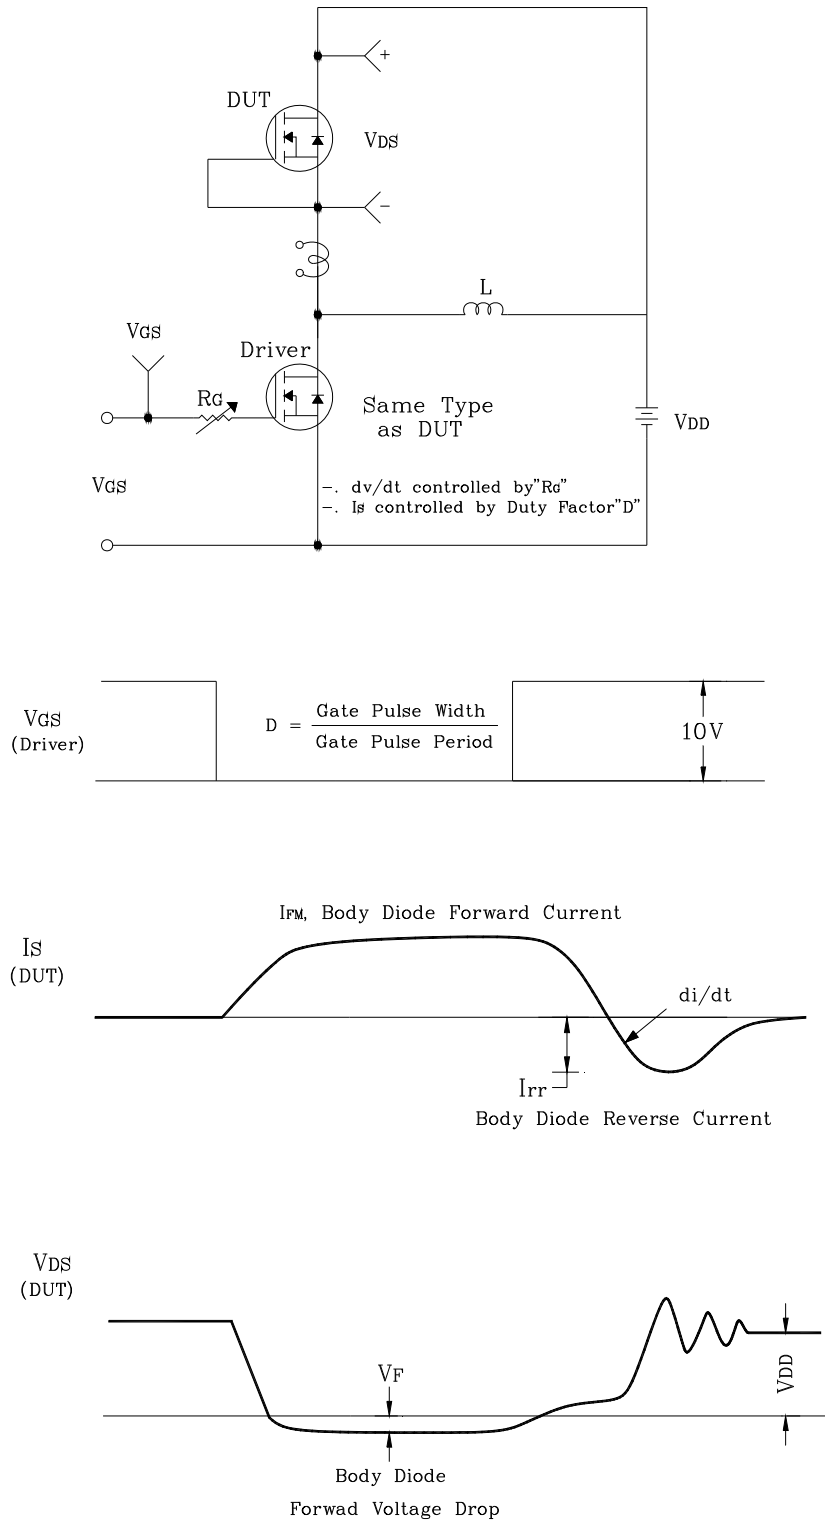 +
DUT
VDS
−
L
VGS
Driver
RG
Same Type
as DUT
VDD
VGS
−. dv/dt controlled by"RG"
−. Is controlled by Duty Factor"D"
VGS
(Driver)
D = Gate Pulse Width
Gate Pulse Period
10V
IFM, Body Diode Forward Current
IS
(DUT)
di/dt
Irr
Body Diode Reverse Current
VDS
(DUT)
VF
VDD
Body Diode
Forwad Voltage Drop